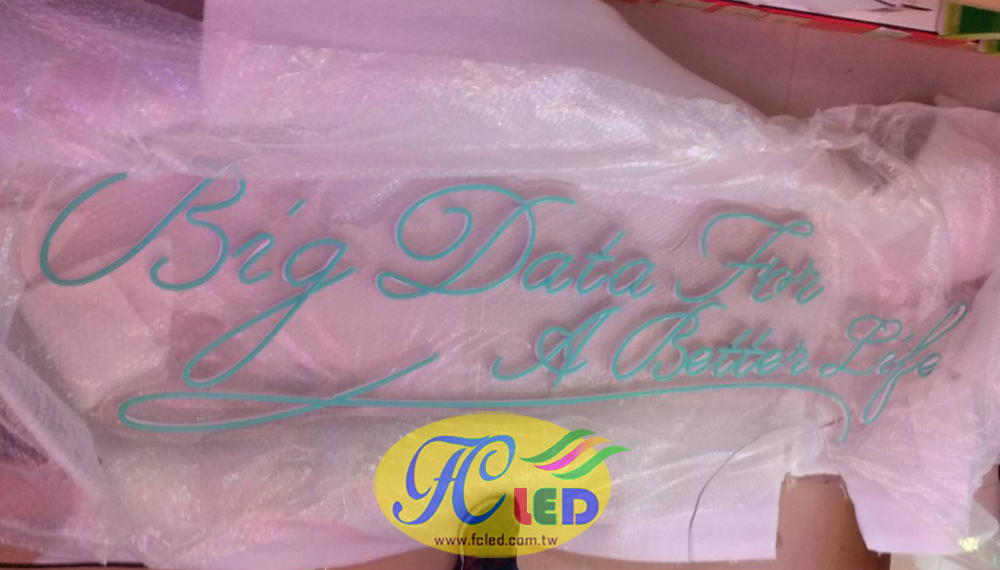 Big Data For
A Better Life
FC LED
www.fcled.com.tw